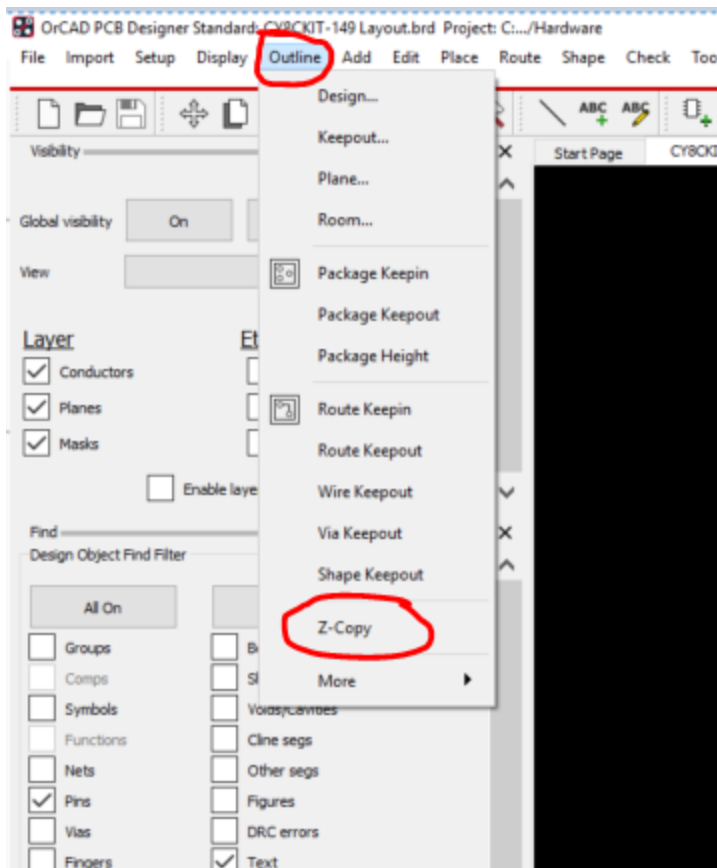 OrCAD PCB Designer Standard: CY8CKIT-149 Layout.brd Project: C:.../Hardware
File Import Setup Display Outline Add Edit Place Route Shape Check
ABC ABC
Visibility
Start Page
Global visibility On
View
Layer
Conductors
Planes
Masks
Enable
Design...
Keepout...
Plane...
Room...
Package Keepin
Package Keepout
Package Height
Route Keepin
Route Keepout
Wire Keepout
Via Keepout
Shape Keepout
Z-Copy
More
Find
Design Object Find Filter
All On
Groups
Comps
Symbols Voids/Cavities
Functions Cline segs
Nets Other segs
Pins Figures
Vias DRC errors
Fingers Text